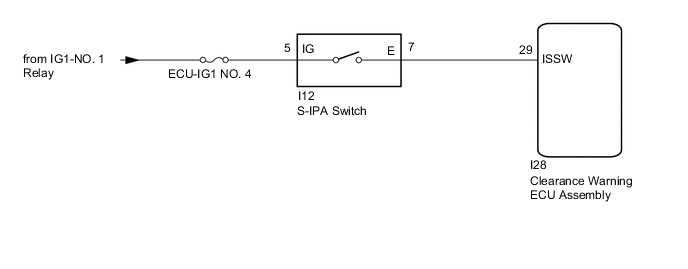 from IG1-NO. 1
Relay
ECU-IG1 NO. 4
5
IG
E
7
I12
S-IPA Switch
29
ISSW
I28
Clearance Warning
ECU Assembly